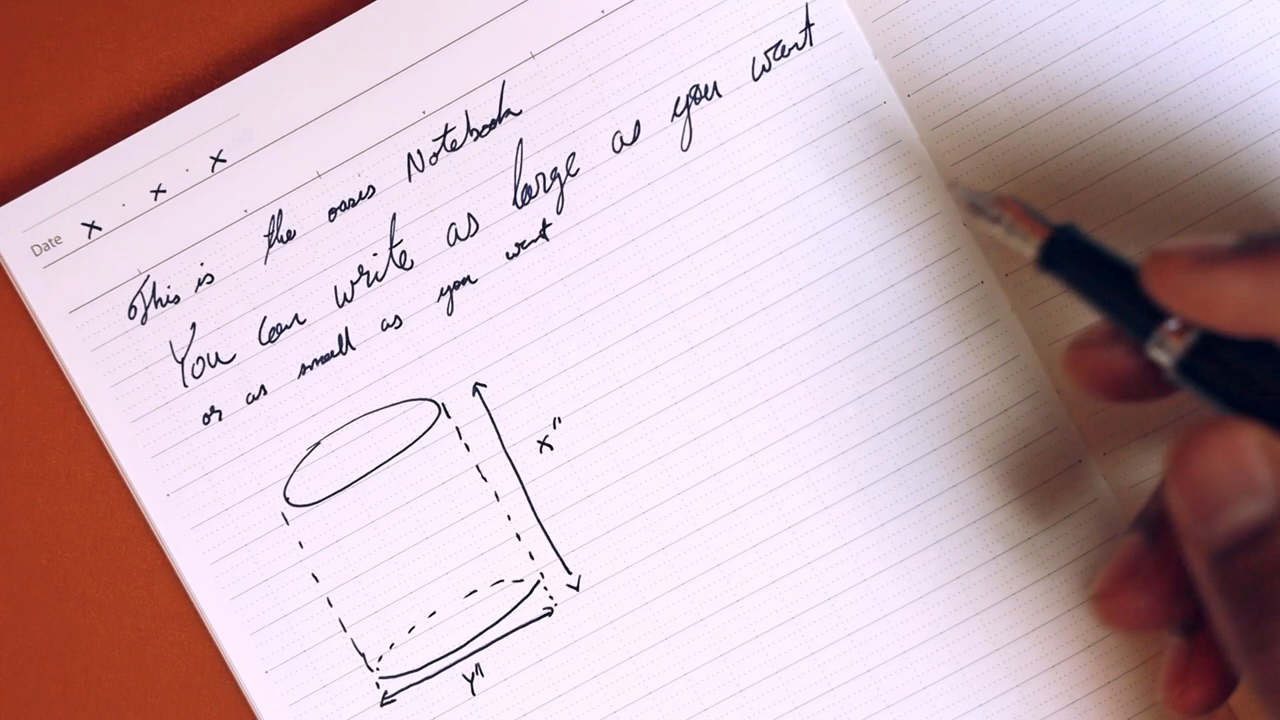 Date x · x · x
This is the oases Notebook
You can write as large as you want
or as small as you want
x"
Y"